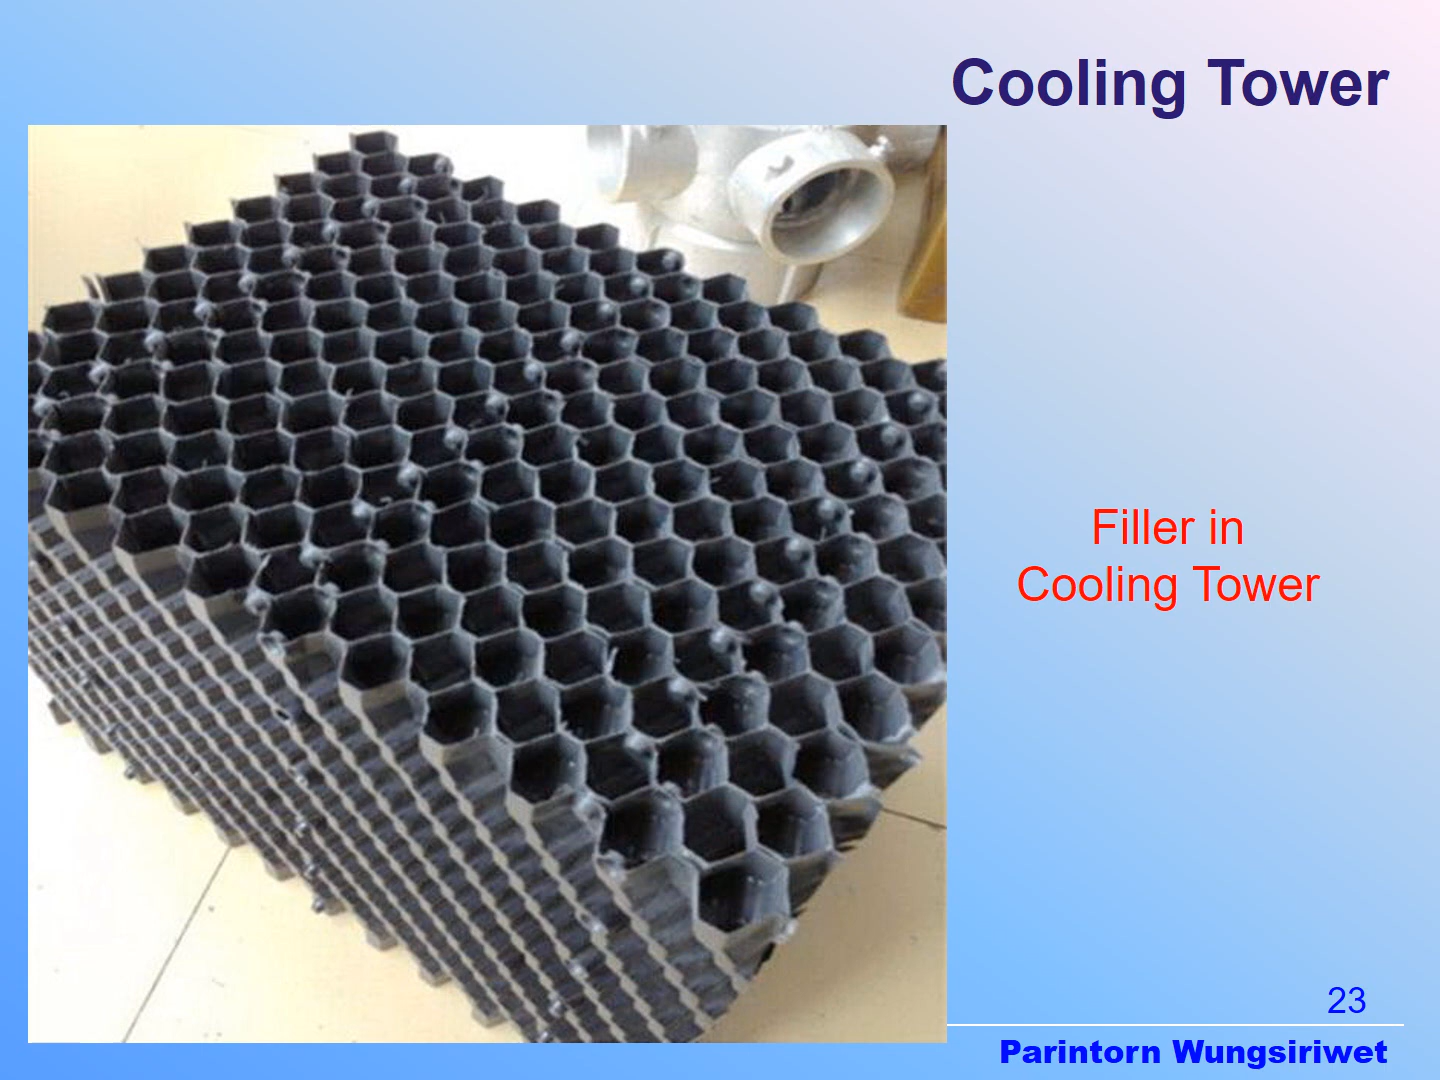 Cooling Tower
Filler in
Cooling Tower
23
Parintorn Wungsiriwet